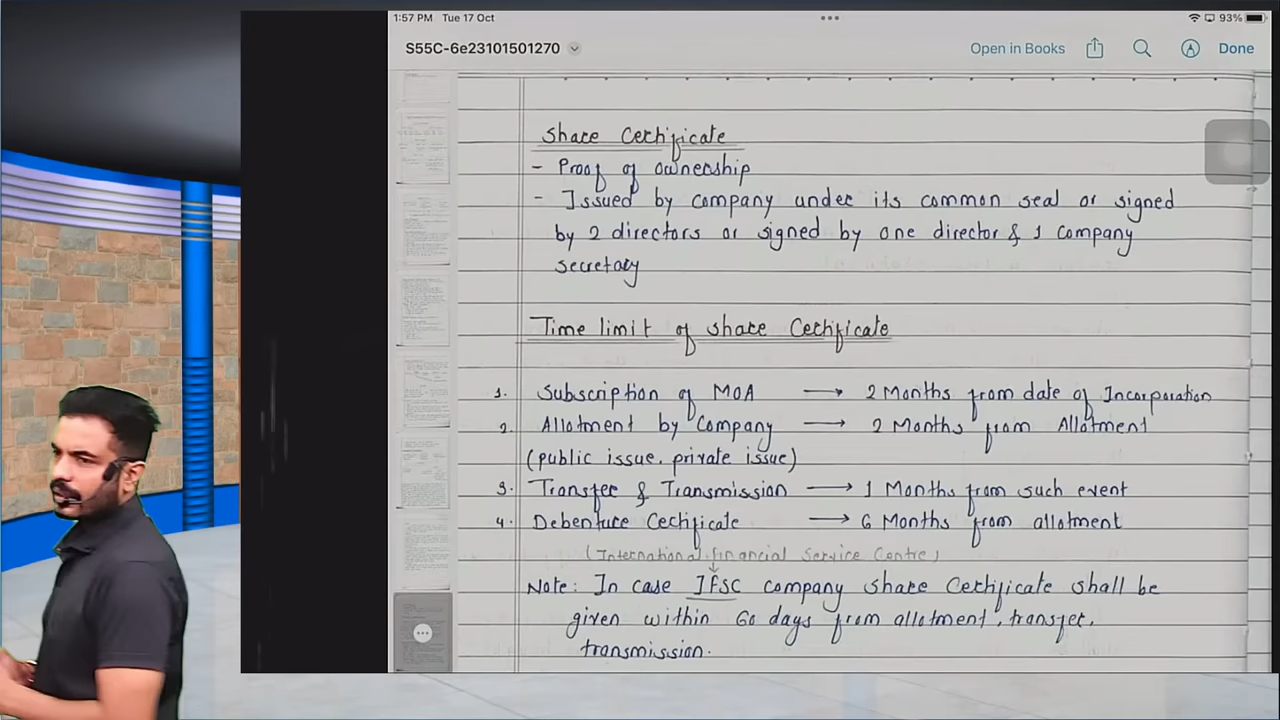 1:57 PM Tue 17 Oct
93%
S55C-6e23101501270
Open in Books
Done
Share Certificate
- Proof of ownership
- Issued by company under its common seal or signed
by 2 directors or signed by one director & 1 company
secretary
Time limit of share Certificate
1. Subscription of MOA → 2 Months from date of Incorporation
2. Allotment by Company → 2 Months from Allotment
(public issue, private issue)
3. Transfer & Transmission → 1 Months from such event
4. Debenture Certificate → 6 Months from allotment
(International financial Service Centre)
Note: In case IFSC company share Certificate shall be
given within 60 days from allotment, transfer,
transmission.